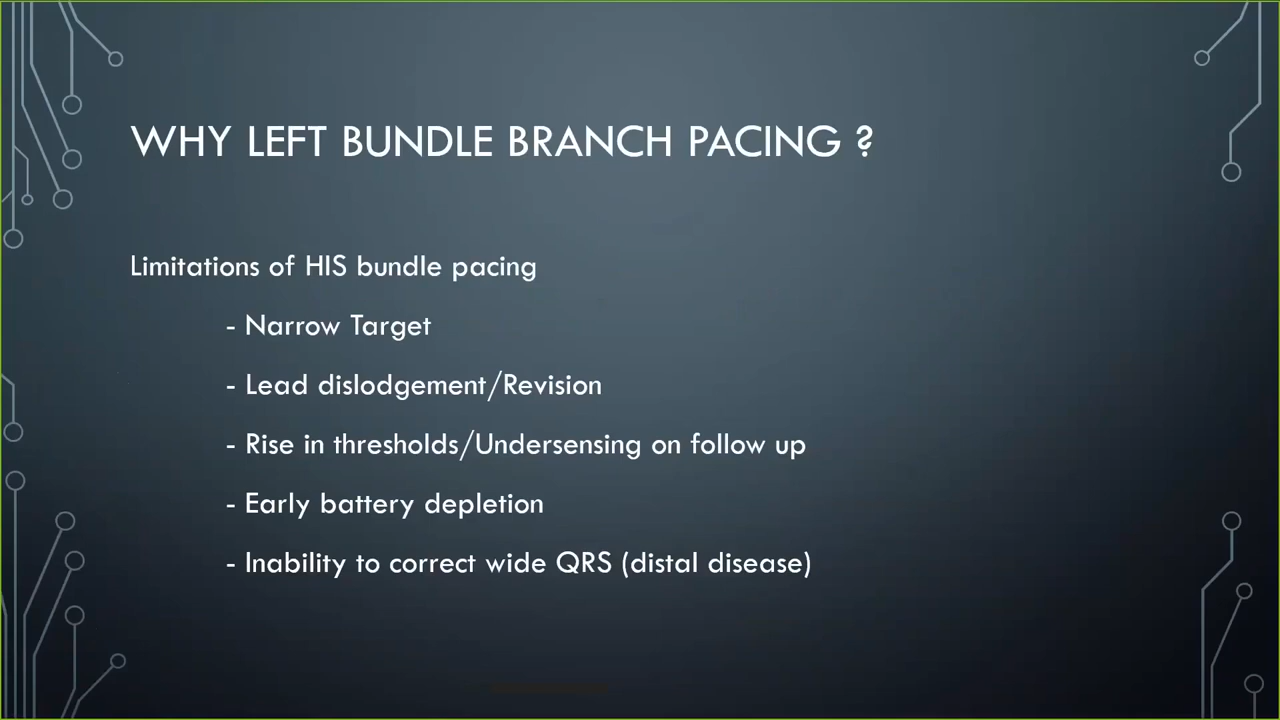 WHY LEFT BUNDLE BRANCH PACING ?
Limitations of HIS bundle pacing
- Narrow Target
- Lead dislodgement/Revision
- Rise in thresholds/Undersensing on follow up
- Early battery depletion
- Inability to correct wide QRS (distal disease)